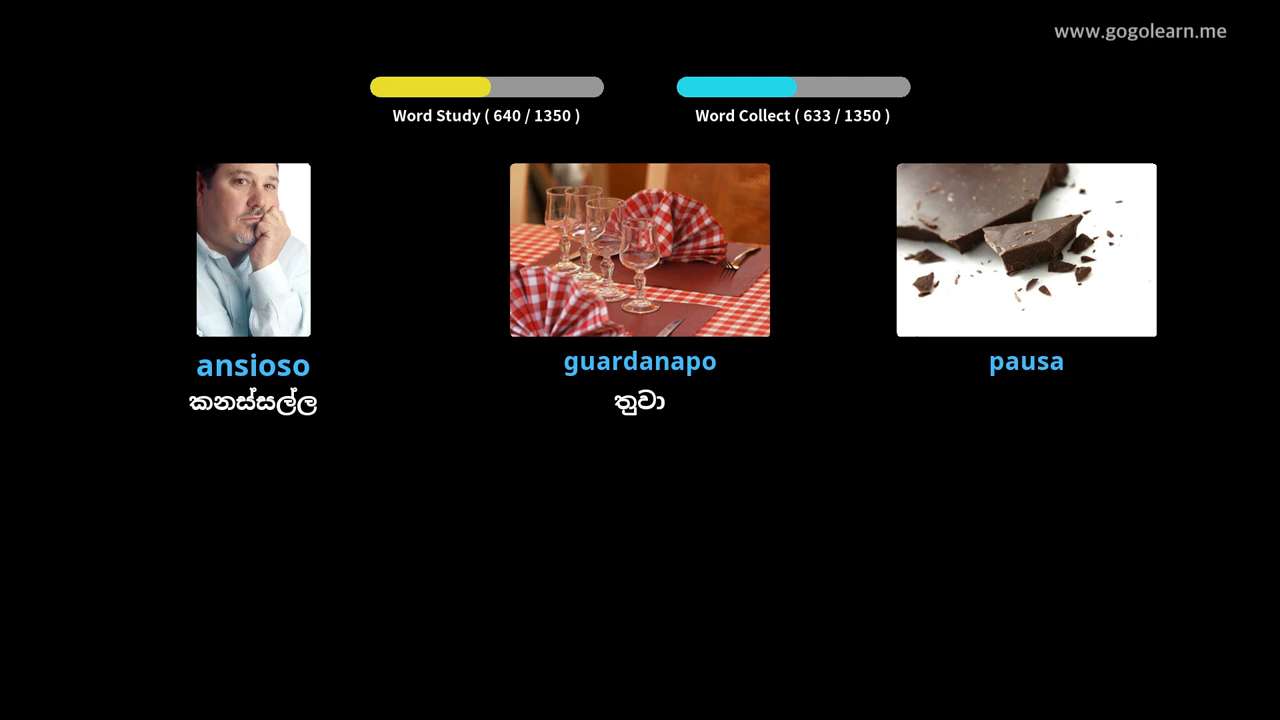 www.gogolearn.me
Word Study ( 640 / 1350 )
Word Collect ( 633 / 1350 )
ansioso
guardanapo
pausa
කනස්සල්ල
තුවා